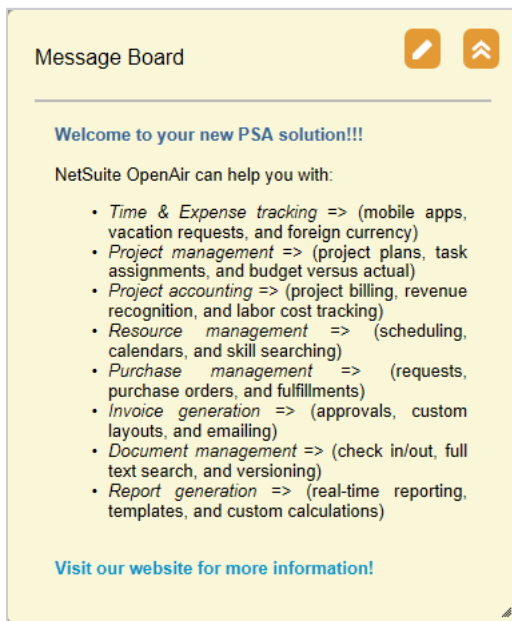 Message Board
Welcome to your new PSA solution!!!
NetSuite OpenAir can help you with:
• Time & Expense tracking => (mobile apps,
vacation requests, and foreign currency)
• Project management => (project plans, task
assignments, and budget versus actual)
• Project accounting => (project billing, revenue
recognition, and labor cost tracking)
• Resource management => (scheduling,
calendars, and skill searching)
• Purchase management => (requests,
purchase orders, and fulfillments)
• Invoice generation => (approvals, custom
layouts, and emailing)
• Document management => (check in/out, full
text search, and versioning)
• Report generation => (real-time reporting,
templates, and custom calculations)
Visit our website for more information!